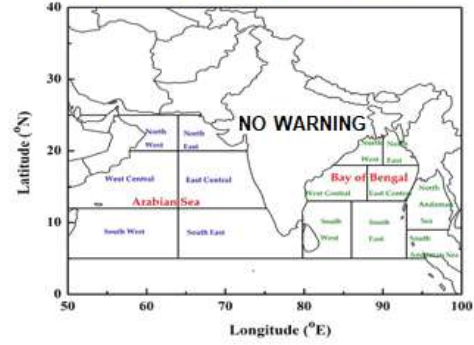 40
30
20
10
0
50
60
70
80
90
100
Latitude (°N)
Longitude (°E)
NO WARNING
North
West
North
East
West Central
East Central
Arabian Sea
South West
South East
North
West
North
East
Bay of Bengal
West Central
East Central
South
West
South
East
North
Andaman
Sea
South
Andaman Sea